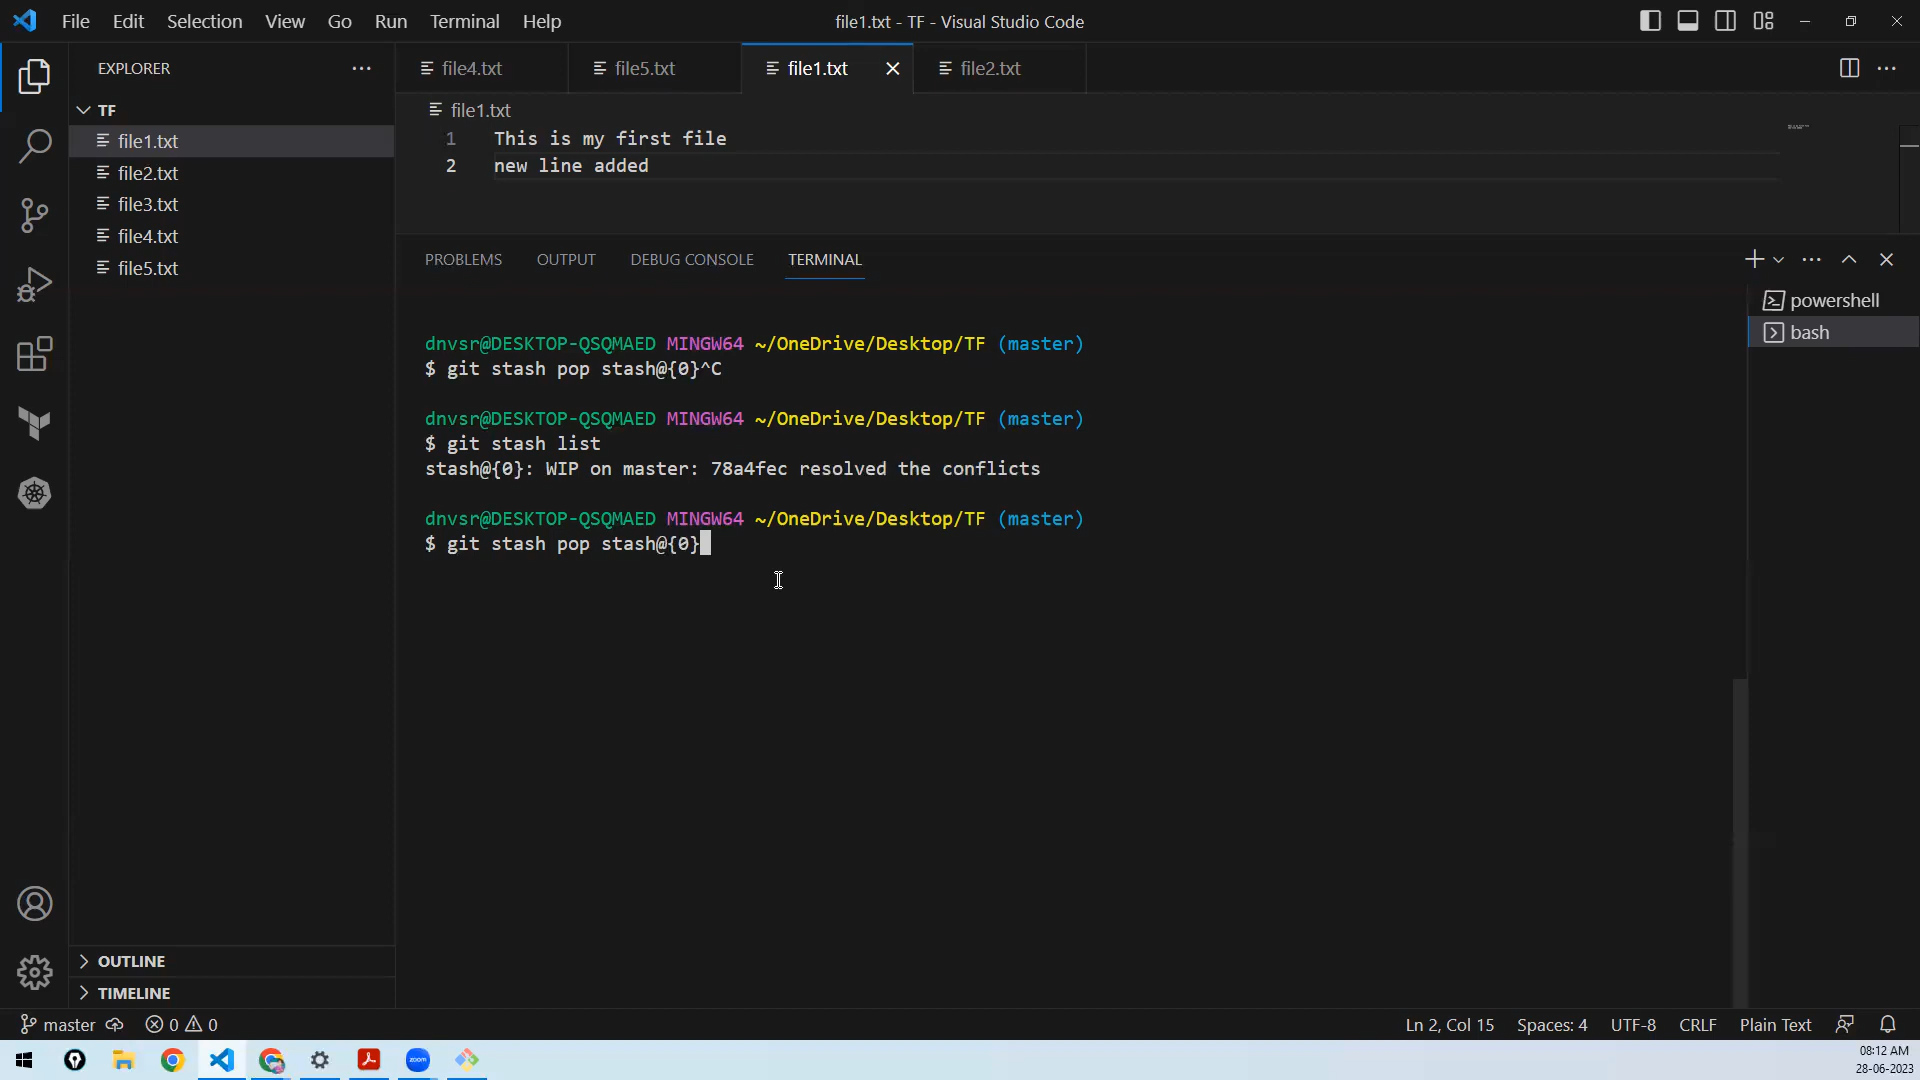 File Edit Selection View Go Run Terminal Help
file1.txt - TF - Visual Studio Code
EXPLORER
TF
file1.txt
file2.txt
file3.txt
file4.txt
file5.txt
OUTLINE
TIMELINE
file4.txt file5.txt file1.txt file2.txt
file1.txt
1 This is my first file
2 new line added
PROBLEMS OUTPUT DEBUG CONSOLE TERMINAL
powershell
bash
dnvsr@DESKTOP-QSQMAED MINGW64 ~/OneDrive/Desktop/TF (master)
$ git stash pop stash@{0}^C
dnvsr@DESKTOP-QSQMAED MINGW64 ~/OneDrive/Desktop/TF (master)
$ git stash list
stash@{0}: WIP on master: 78a4fec resolved the conflicts
dnvsr@DESKTOP-QSQMAED MINGW64 ~/OneDrive/Desktop/TF (master)
$ git stash pop stash@{0}
master 0 0
Ln 2, Col 15 Spaces: 4 UTF-8 CRLF Plain Text
zoom
08:12 AM
28-06-2023